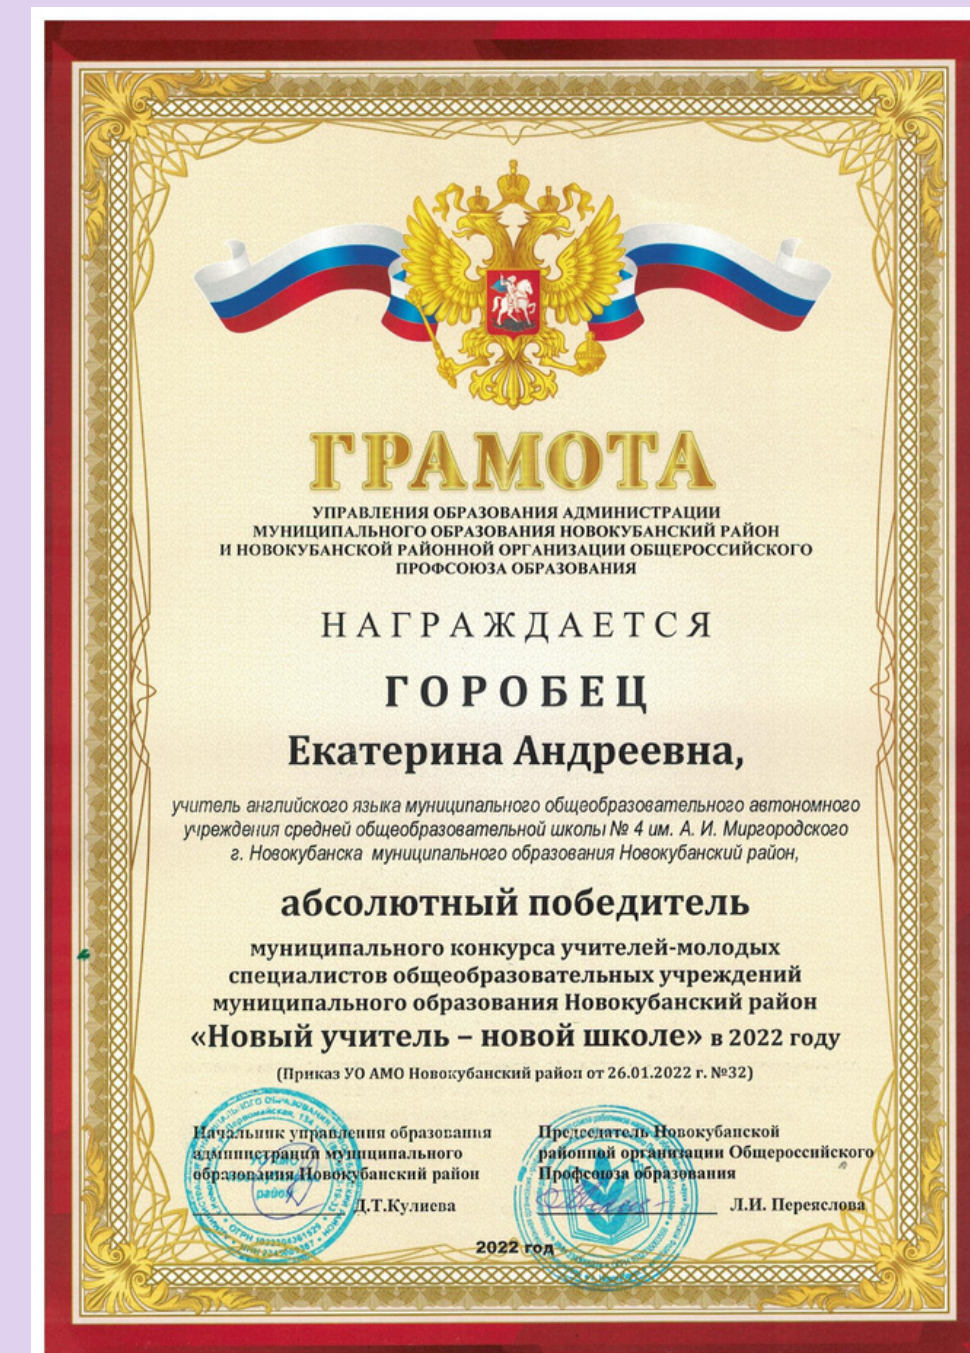 ГРАМОТА
УПРАВЛЕНИЯ ОБРАЗОВАНИЯ АДМИНИСТРАЦИИ
МУНИЦИПАЛЬНОГО ОБРАЗОВАНИЯ НОВОКУБАНСКИЙ РАЙОН
И НОВОКУБАНСКОЙ РАЙОННОЙ ОРГАНИЗАЦИИ ОБЩЕРОССИЙСКОГО
ПРОФСОЮЗА ОБРАЗОВАНИЯ
НАГРАЖДАЕТСЯ
ГОРОБЕЦ
Екатерина Андреевна,
учитель английского языка муниципального общеобразовательного автономного
учреждения средней общеобразовательной школы № 4 им. А. И. Миргородского
г. Новокубанска муниципального образования Новокубанский район,
абсолютный победитель
муниципального конкурса учителей-молодых
специалистов общеобразовательных учреждений
муниципального образования Новокубанский район
«Новый учитель – новой школе» в 2022 году
(Приказ УО АМО Новокубанский район от 26.01.2022 г. №32)
Начальник управления образования
администрации муниципального
образования Новокубанский район
Д.Т.Кулиева
Председатель Новокубанской
районной организации Общероссийского
Профсоюза образования
Л.И. Переяслова
2022 год